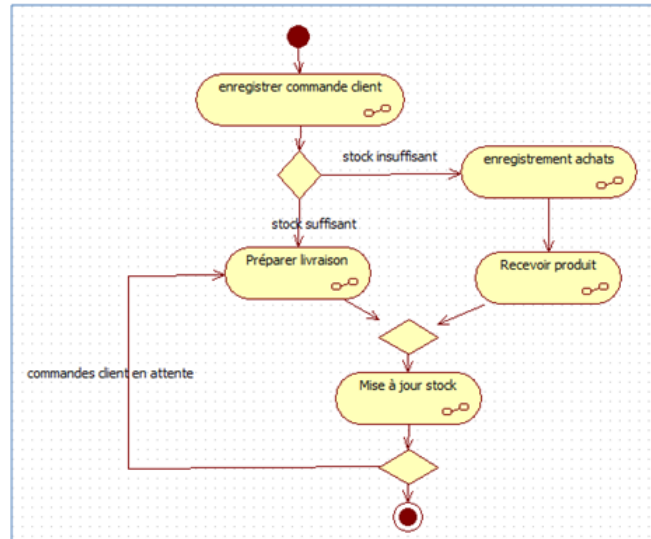 enregistrer commande client
stock insuffisant
enregistrement achats
stock suffisant
Préparer livraison
Recevoir produit
commandes client en attente
Mise à jour stock